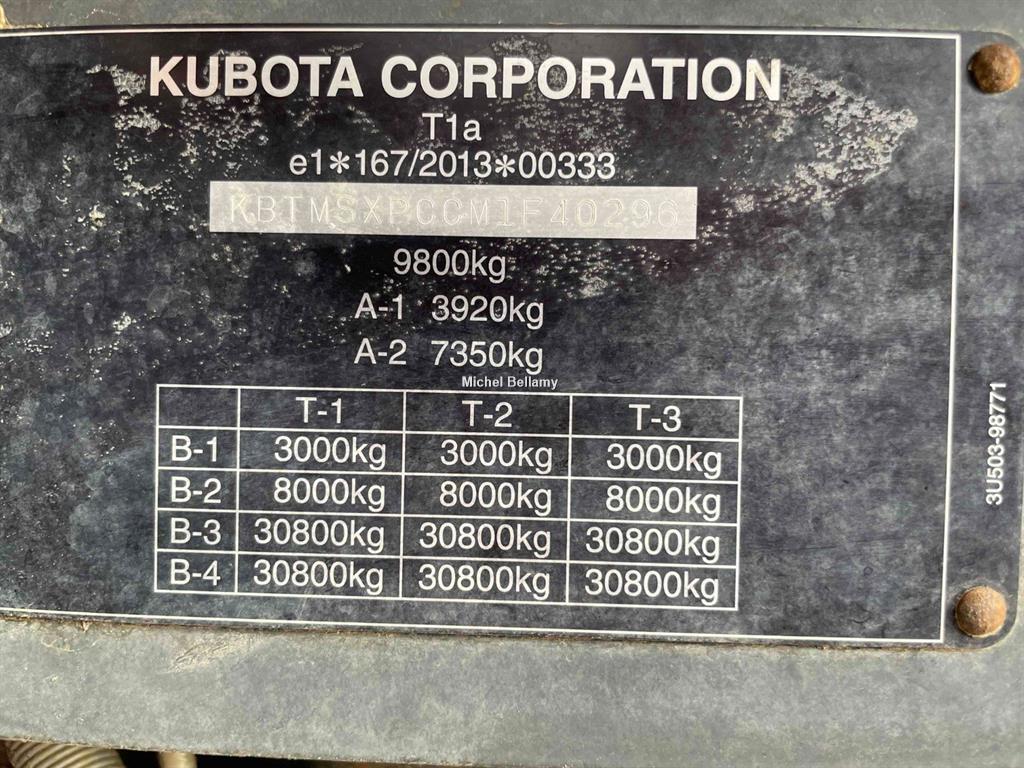 KUBOTA CORPORATION
T1a
e1*167/2013*00333
KBTMSXPCCM1F40296
9800kg
A-1 3920kg
A-2 7350kg
Michel Bellamy
T-1 T-2 T-3
B-1 3000kg 3000kg 3000kg
B-2 8000kg 8000kg 8000kg
B-3 30800kg 30800kg 30800kg
B-4 30800kg 30800kg 30800kg
3U503-98771